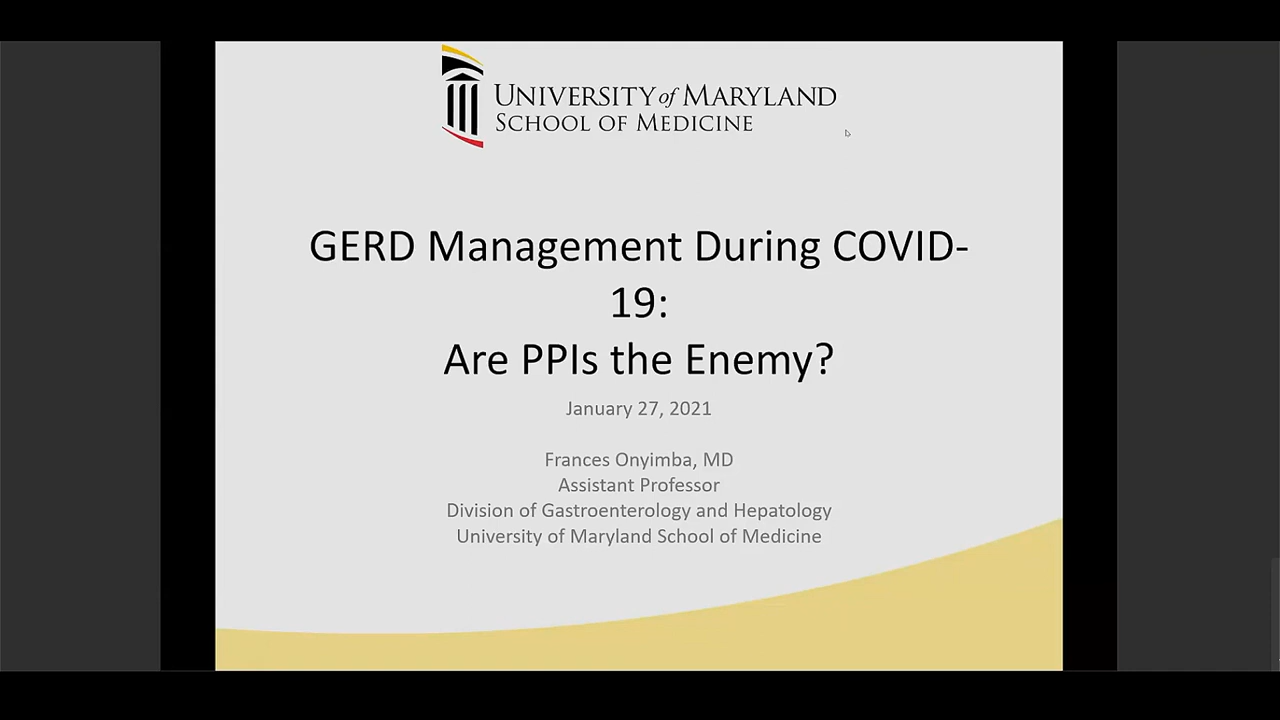 UNIVERSITY of MARYLAND
SCHOOL OF MEDICINE
GERD Management During COVID-
19:
Are PPIs the Enemy?
January 27, 2021
Frances Onyimba, MD
Assistant Professor
Division of Gastroenterology and Hepatology
University of Maryland School of Medicine